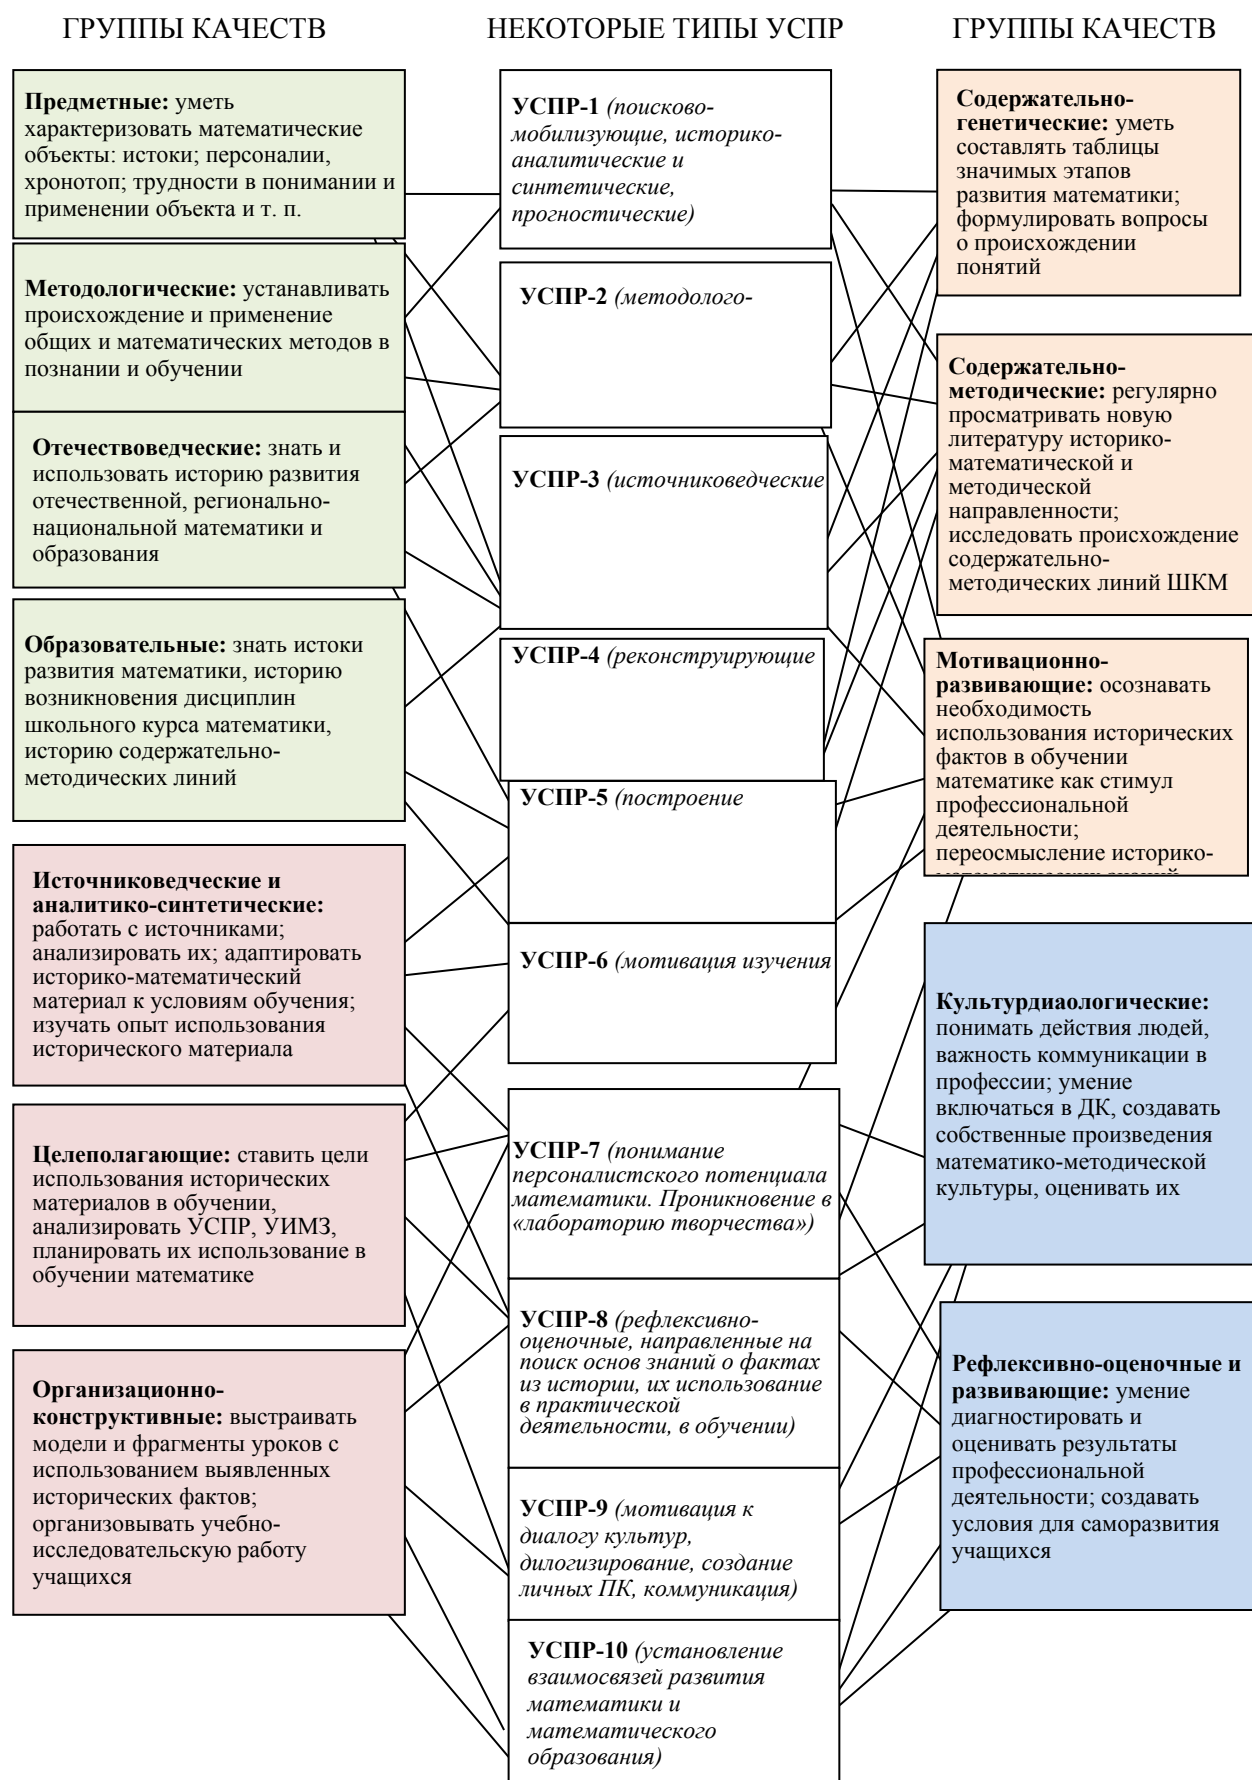 ГРУППЫ КАЧЕСТВ
НЕКОТОРЫЕ ТИПЫ УСПР
ГРУППЫ КАЧЕСТВ
Предметные: уметь
характеризовать математические
объекты: истоки; персоналии,
хронотоп; трудности в понимании и
применении объекта и т. п.
Методологические: устанавливать
происхождение и применение
общих и математических методов в
познании и обучении
Отечествоведческие: знать и
использовать историю развития
отечественной, регионально-
национальной математики и
образования
Образовательные: знать истоки
развития математики, историю
возникновения дисциплин
школьного курса математики,
историю содержательно-
методических линий
Источниковедческие и
аналитико-синтетические:
работать с источниками;
анализировать их; адаптировать
историко-математический
материал к условиям обучения;
изучать опыт использования
исторического материала
Целеполагающие: ставить цели
использования исторических
материалов в обучении,
анализировать УСПР, УИМЗ,
планировать их использование в
обучении математике
Организационно-
конструктивные: выстраивать
модели и фрагменты уроков с
использованием выявленных
исторических фактов;
организовывать учебно-
исследовательскую работу
учащихся
УСПР-1 (поисково-
мобилизующие, историко-
аналитические и
синтетические,
прогностические)
УСПР-2 (методолого-
УСПР-3 (источниковедческие
УСПР-4 (реконструирующие
УСПР-5 (построение
УСПР-6 (мотивация изучения
УСПР-7 (понимание
персоналистского потенциала
математики. Проникновение в
«лабораторию творчества»)
УСПР-8 (рефлексивно-
оценочные, направленные на
поиск основ знаний о фактах
из истории, их использование
в практической
деятельности, в обучении)
УСПР-9 (мотивация к
диалогу культур,
дилогизирование, создание
личных ПК, коммуникация)
УСПР-10 (установление
взаимосвязей развития
математики и
математического
образования)
Содержательно-
генетические: уметь
составлять таблицы
значимых этапов
развития математики;
формулировать вопросы
о происхождении
понятий
Содержательно-
методические: регулярно
просматривать новую
литературу историко-
математической и
методической
направленности;
исследовать происхождение
содержательно-
методических линий ШКМ
Мотивационно-
развивающие: осознавать
необходимость
использования исторических
фактов в обучении
математике как стимул
профессиональной
деятельности;
переосмысление историко-
Культурдиаологические:
понимать действия людей,
важность коммуникации в
профессии; умение
включаться в ДК, создавать
собственные произведения
математико-методической
культуры, оценивать их
Рефлексивно-оценочные и
развивающие: умение
диагностировать и
оценивать результаты
профессиональной
деятельности; создавать
условия для саморазвития
учащихся